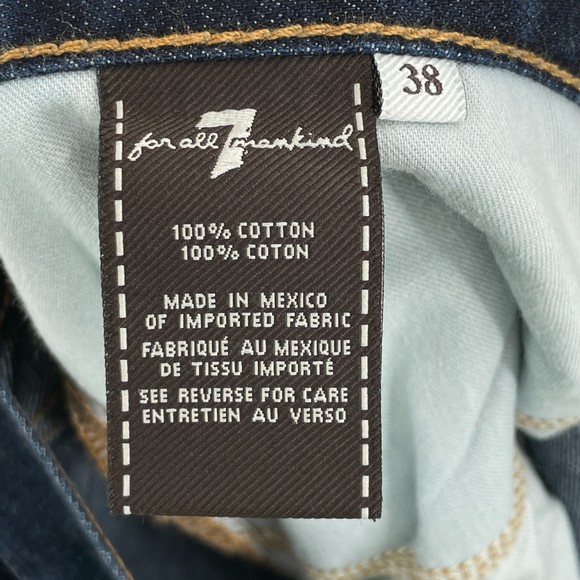 38
for all 7 mankind
100% COTTON
100% COTON
MADE IN MEXICO
OF IMPORTED FABRIC
FABRIQUÉ AU MEXIQUE
DE TISSU IMPORTÉ
SEE REVERSE FOR CARE
ENTRETIEN AU VERSO